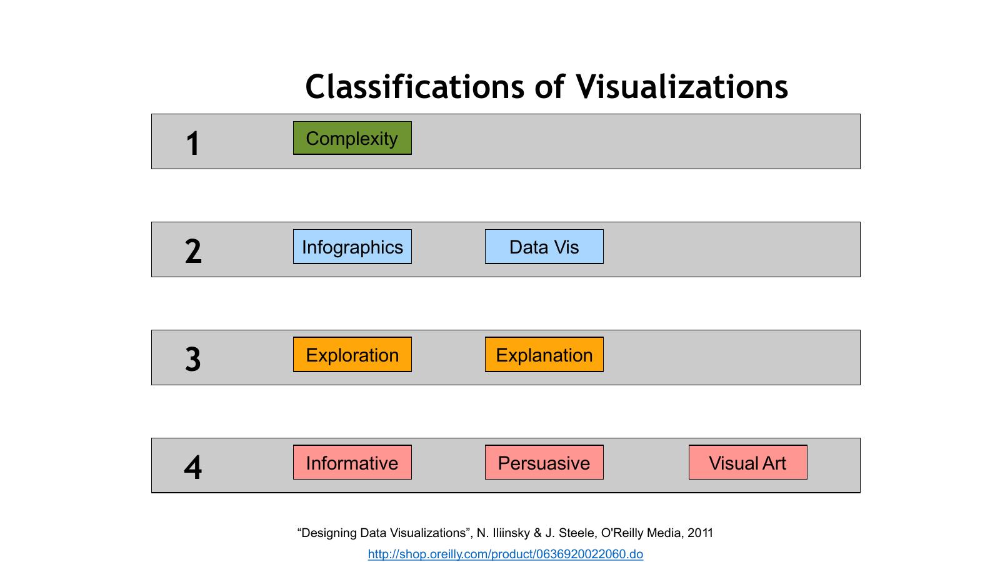 Classifications of Visualizations
1 Complexity
2 Infographics Data Vis
3 Exploration Explanation
4 Informative Persuasive Visual Art
“Designing Data Visualizations”, N. Iliinsky & J. Steele, O'Reilly Media, 2011
http://shop.oreilly.com/product/0636920022060.do